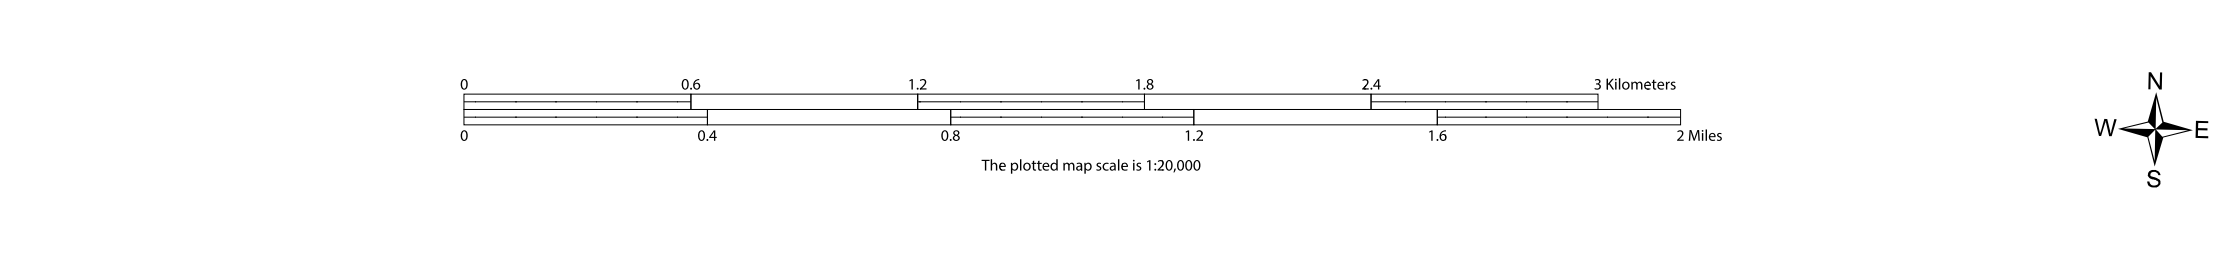 0 0.6 1.2 1.8 2.4 3 Kilometers
0 0.4 0.8 1.2 1.6 2 Miles
The plotted map scale is 1:20,000
N
W E
S